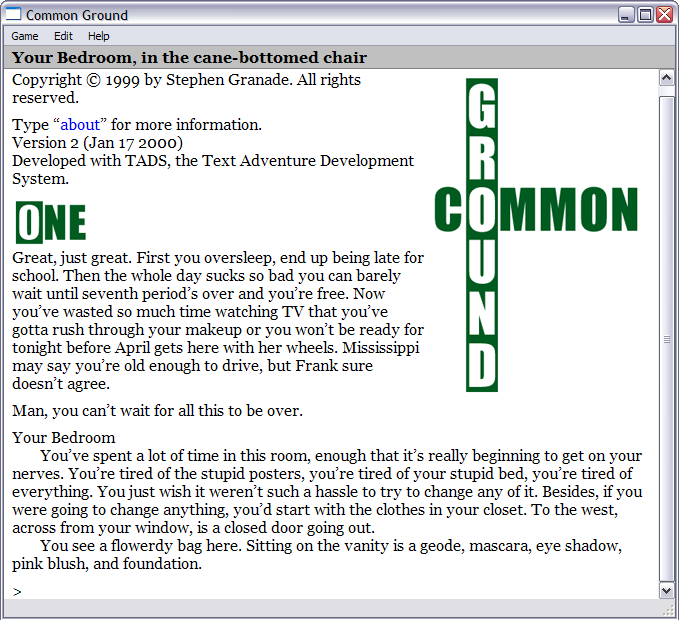 Common Ground
Game Edit Help
Your Bedroom, in the cane-bottomed chair
Copyright © 1999 by Stephen Granade. All rights
reserved.
Type “about” for more information.
Version 2 (Jan 17 2000)
Developed with TADS, the Text Adventure Development
System.
GROUND
COMMON
ONE
Great, just great. First you oversleep, end up being late for
school. Then the whole day sucks so bad you can barely
wait until seventh period’s over and you’re free. Now
you’ve wasted so much time watching TV that you’ve
gotta rush through your makeup or you won’t be ready for
tonight before April gets here with her wheels. Mississippi
may say you’re old enough to drive, but Frank sure
doesn’t agree.
Man, you can’t wait for all this to be over.
Your Bedroom
You’ve spent a lot of time in this room, enough that it’s really beginning to get on your
nerves. You’re tired of the stupid posters, you’re tired of your stupid bed, you’re tired of
everything. You just wish it weren’t such a hassle to try to change any of it. Besides, if you
were going to change anything, you’d start with the clothes in your closet. To the west,
across from your window, is a closed door going out.
You see a flowerdy bag here. Sitting on the vanity is a geode, mascara, eye shadow,
pink blush, and foundation.
>